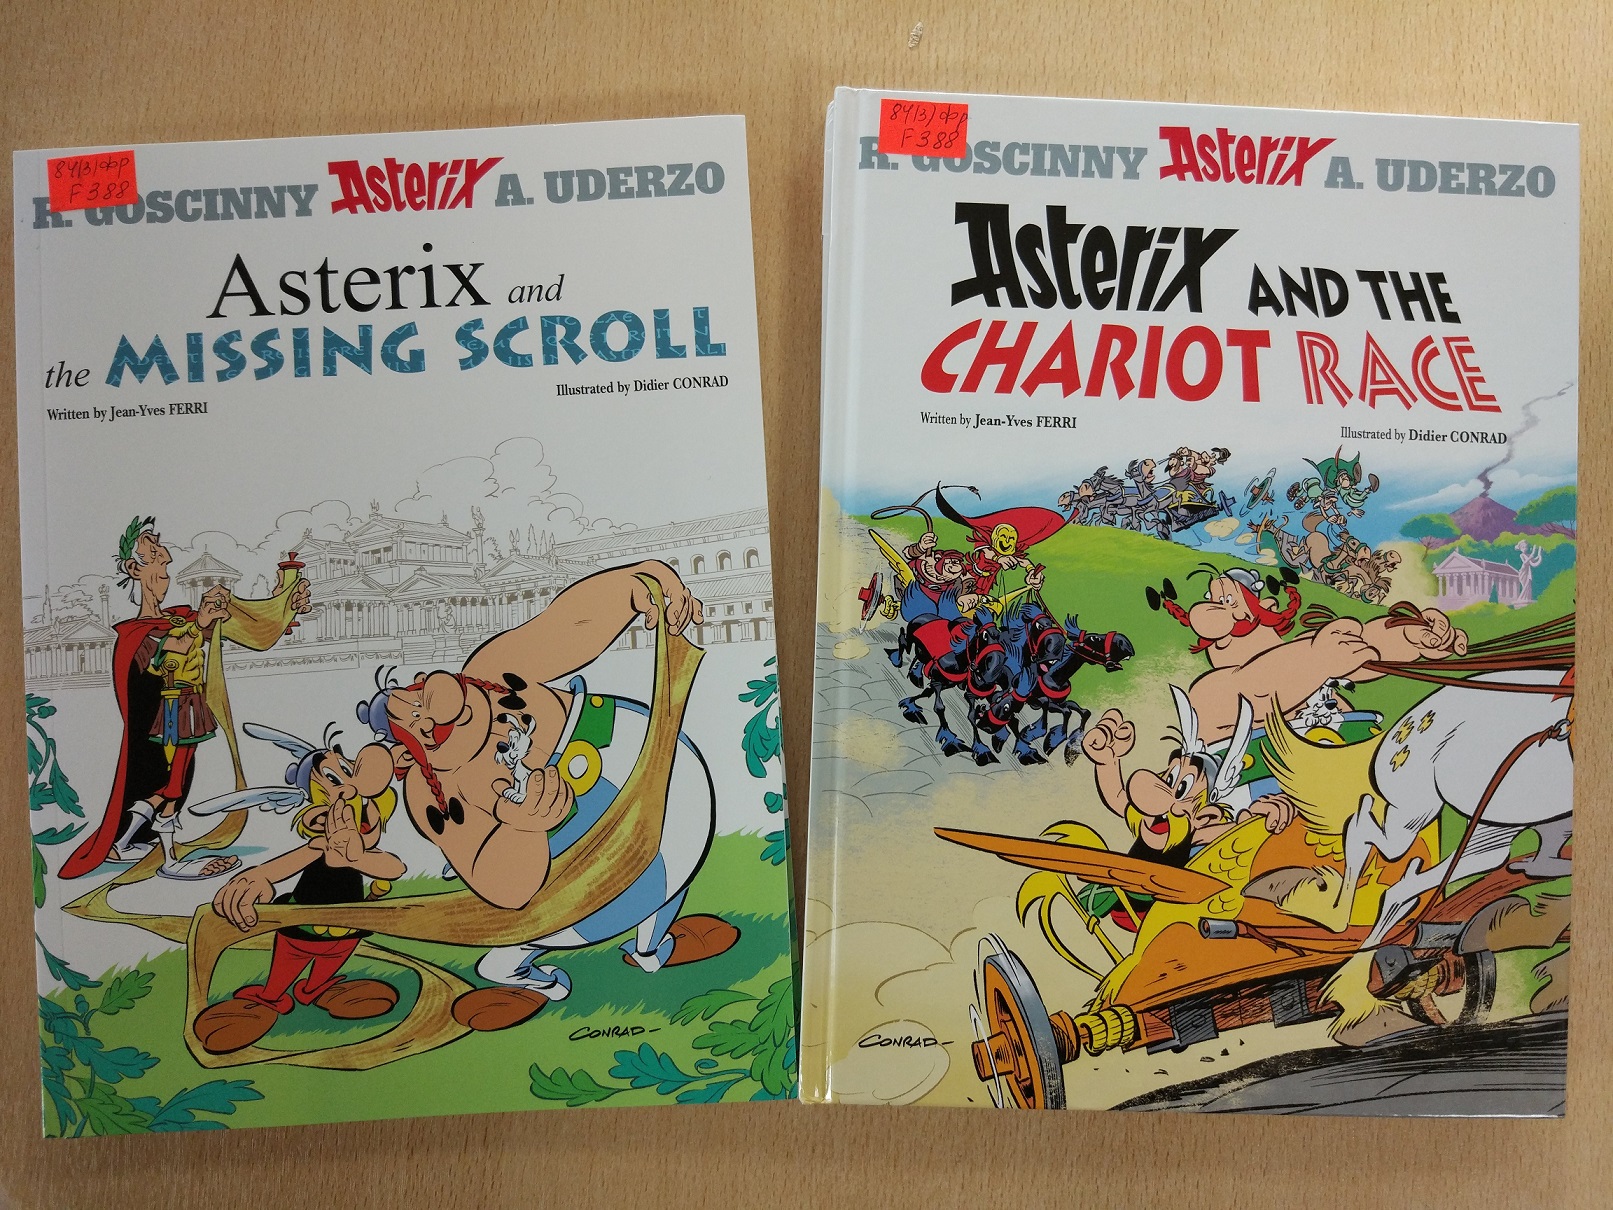 84(3)фр
F 388
R. GOSCINNY Asterix A. UDERZO
Asterix and
the MISSING SCROLL
Illustrated by Didier CONRAD
Written by Jean-Yves FERRI
CONRAD-
84(3)фр
F 388
R. GOSCINNY Asterix A. UDERZO
Asterix AND THE
CHARIOT RACE
Written by Jean-Yves FERRI
Illustrated by Didier CONRAD
CONRAD-